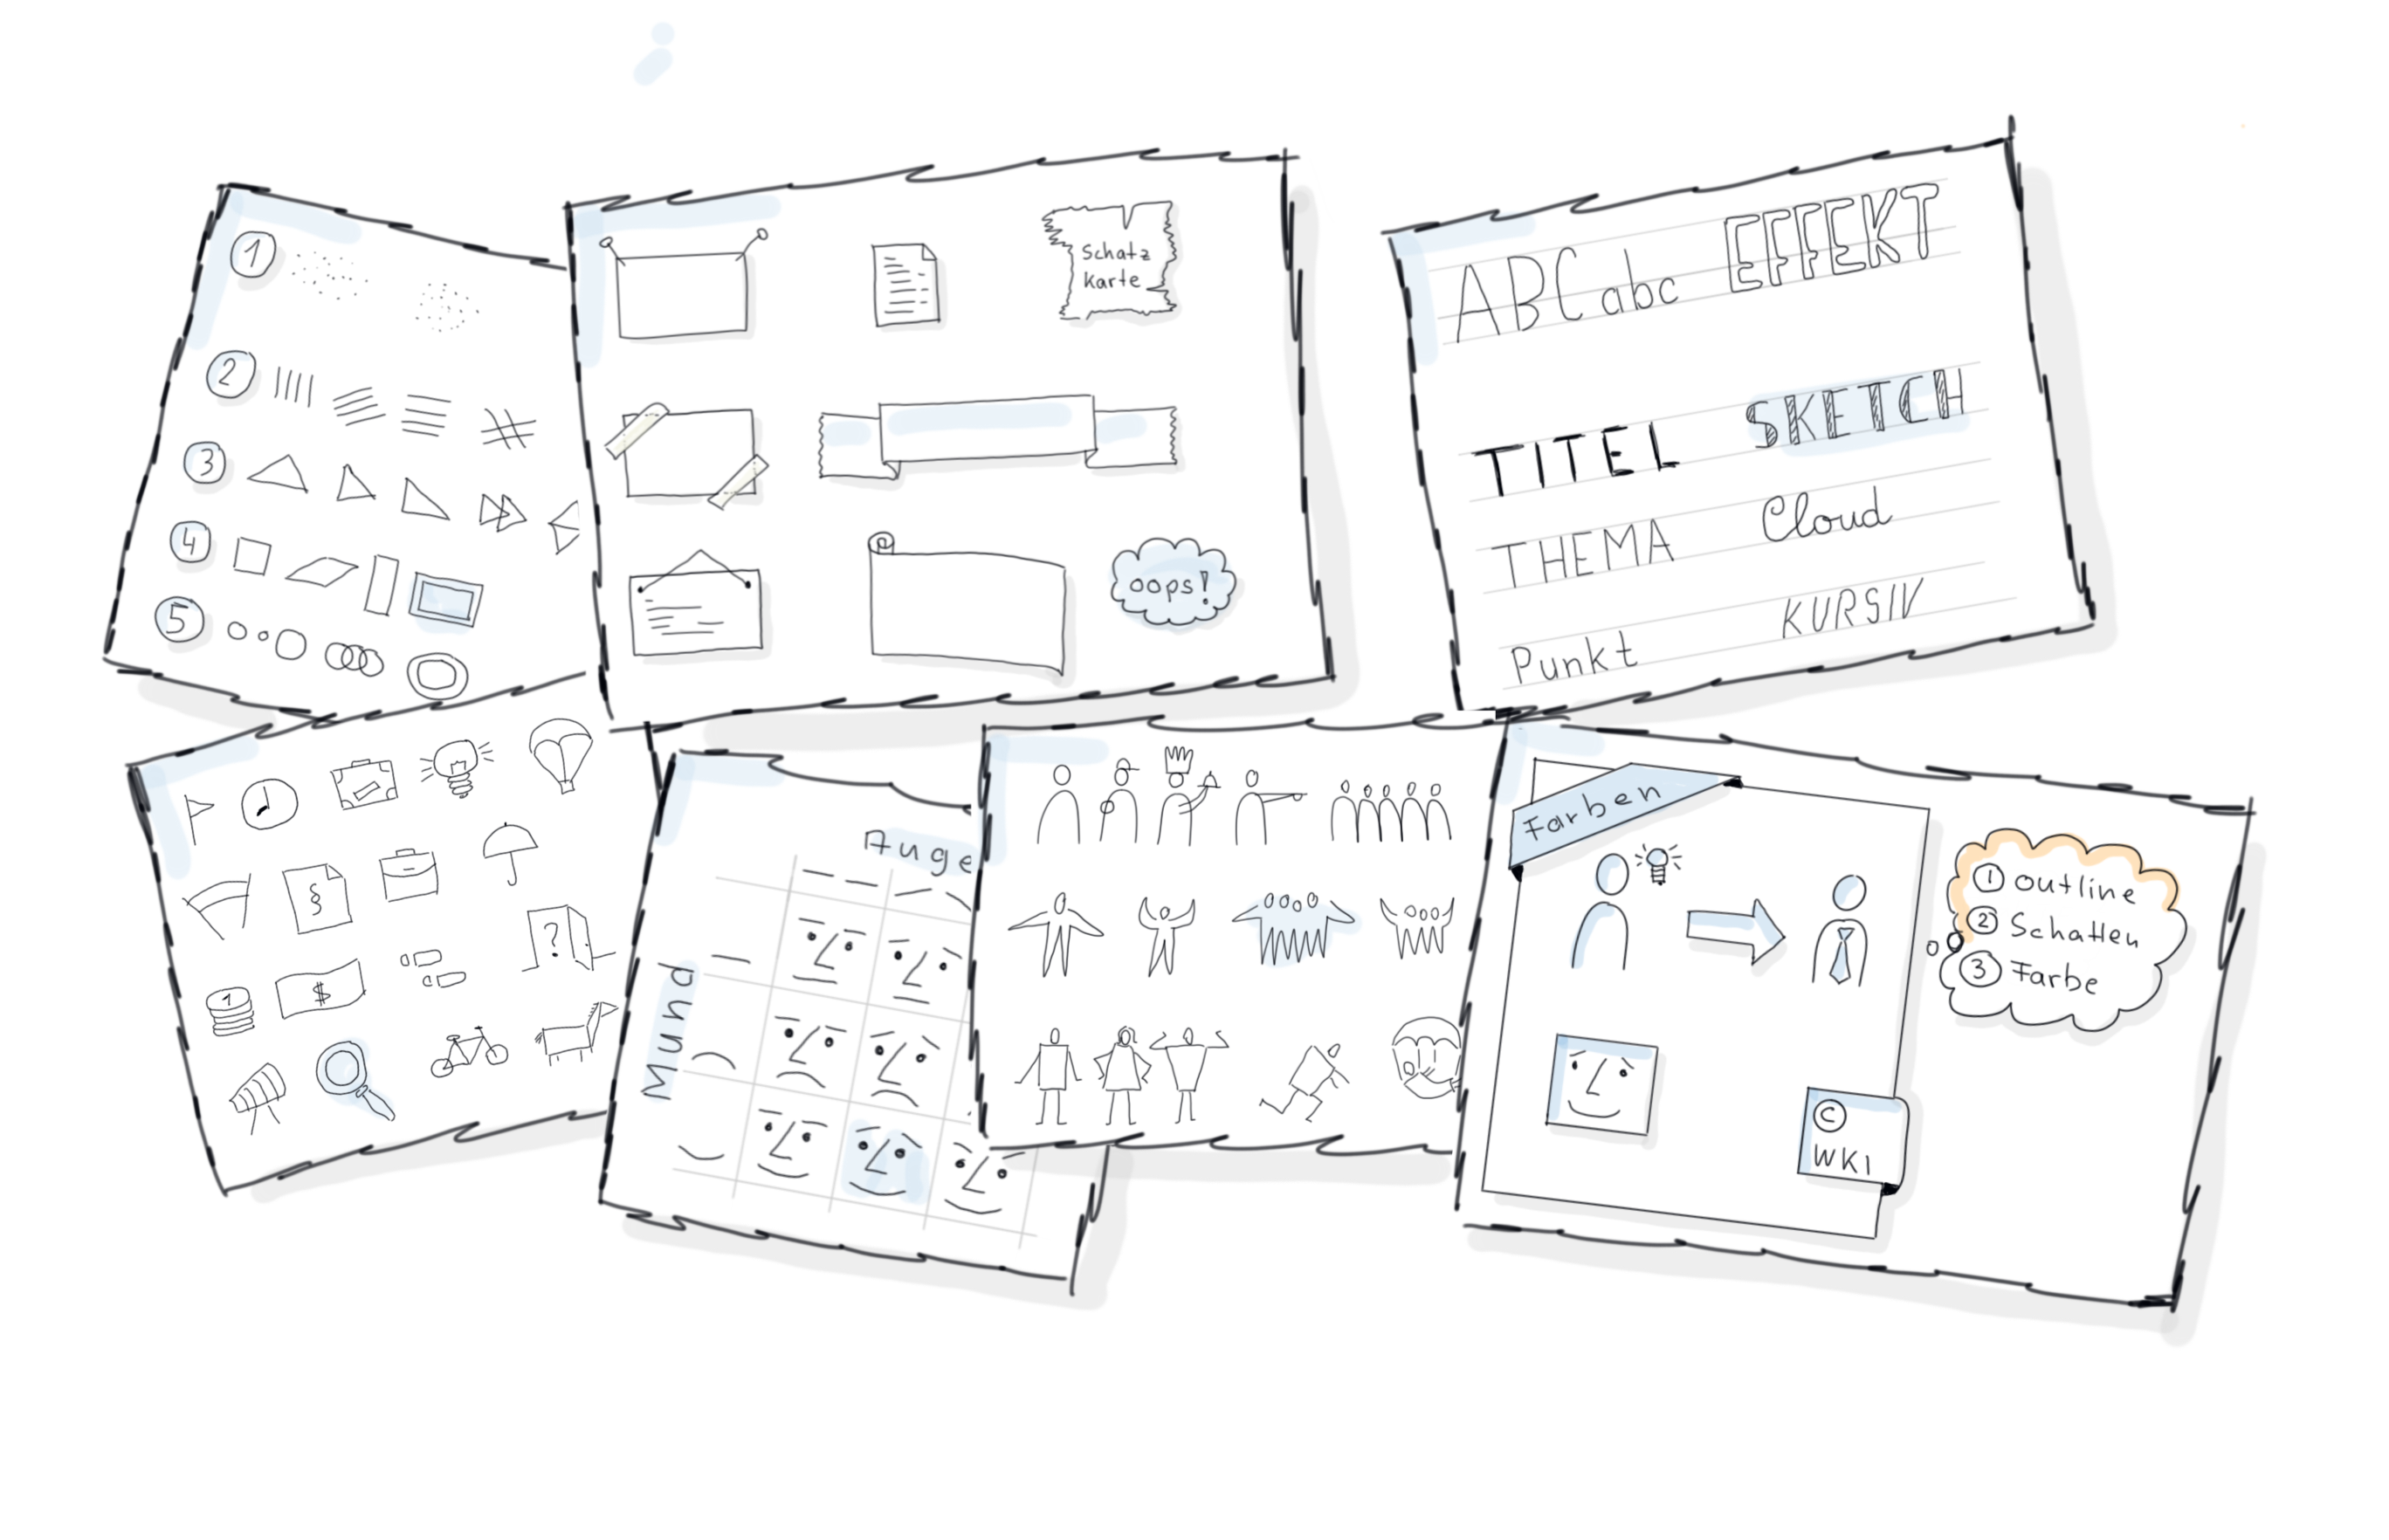 1
2
3
4
5
Schatz
Karte
oops!
ABC abc EFFEKT
TITEL SKETCH
THEMA Cloud
Punkt KURSIV
§
?
1
$
Auge
Mund
Farben
1 outline
2 Schatten
3 Farbe
©
WKI